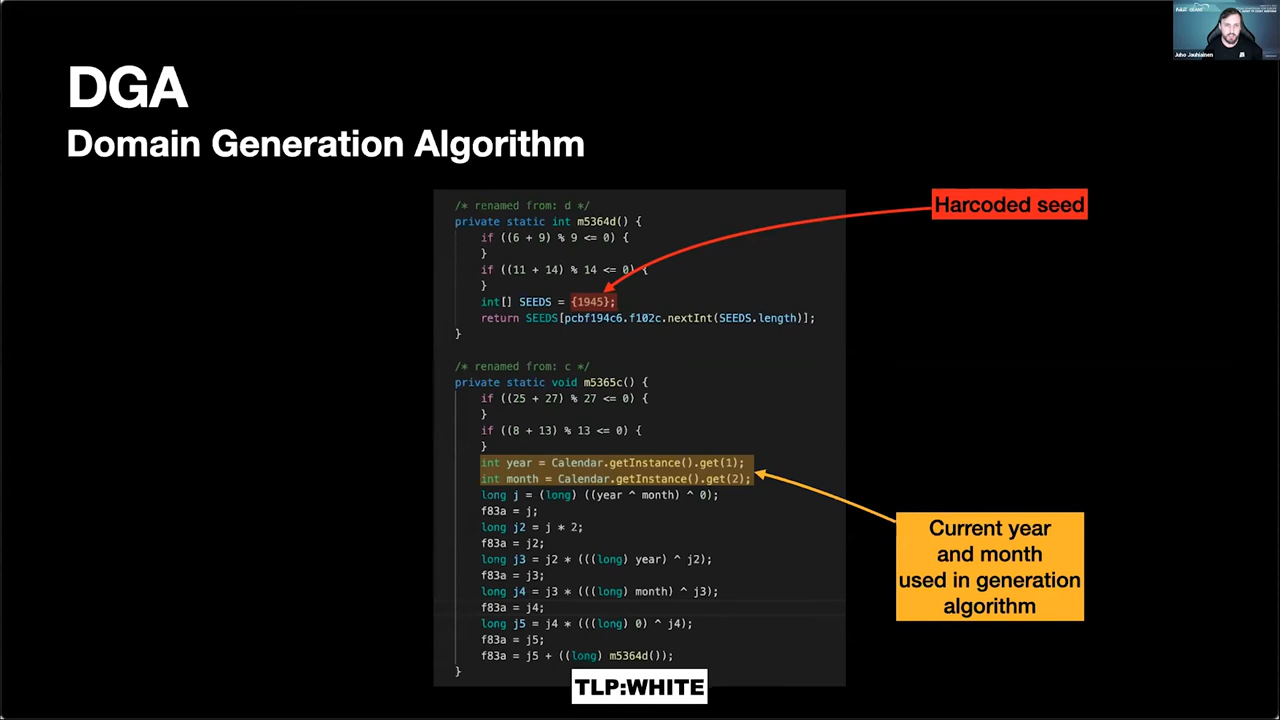 DGA
Domain Generation Algorithm
/* renamed from: d */
private static int m5364d() {
if ((6 + 9) % 9 <= 0) {
}
if ((11 + 14) % 14 <= 0) {
}
int[] SEEDS = {1945};
return SEEDS[pcbf194c6.f102c.nextInt(SEEDS.length)];
}
/* renamed from: c */
private static void m5365c() {
if ((25 + 27) % 27 <= 0) {
}
if ((8 + 13) % 13 <= 0) {
}
int year = Calendar.getInstance().get(1);
int month = Calendar.getInstance().get(2);
long j = (long) ((year ^ month) ^ 0);
f83a = j;
long j2 = j * 2;
f83a = j2;
long j3 = j2 * (((long) year) ^ j2);
f83a = j3;
long j4 = j3 * (((long) month) ^ j3);
f83a = j4;
long j5 = j4 * (((long) 0) ^ j4);
f83a = j5;
f83a = j5 + ((long) m5364d());
}
Harcoded seed
Current year
and month
used in generation
algorithm
TLP:WHITE
Juho Jauhiainen